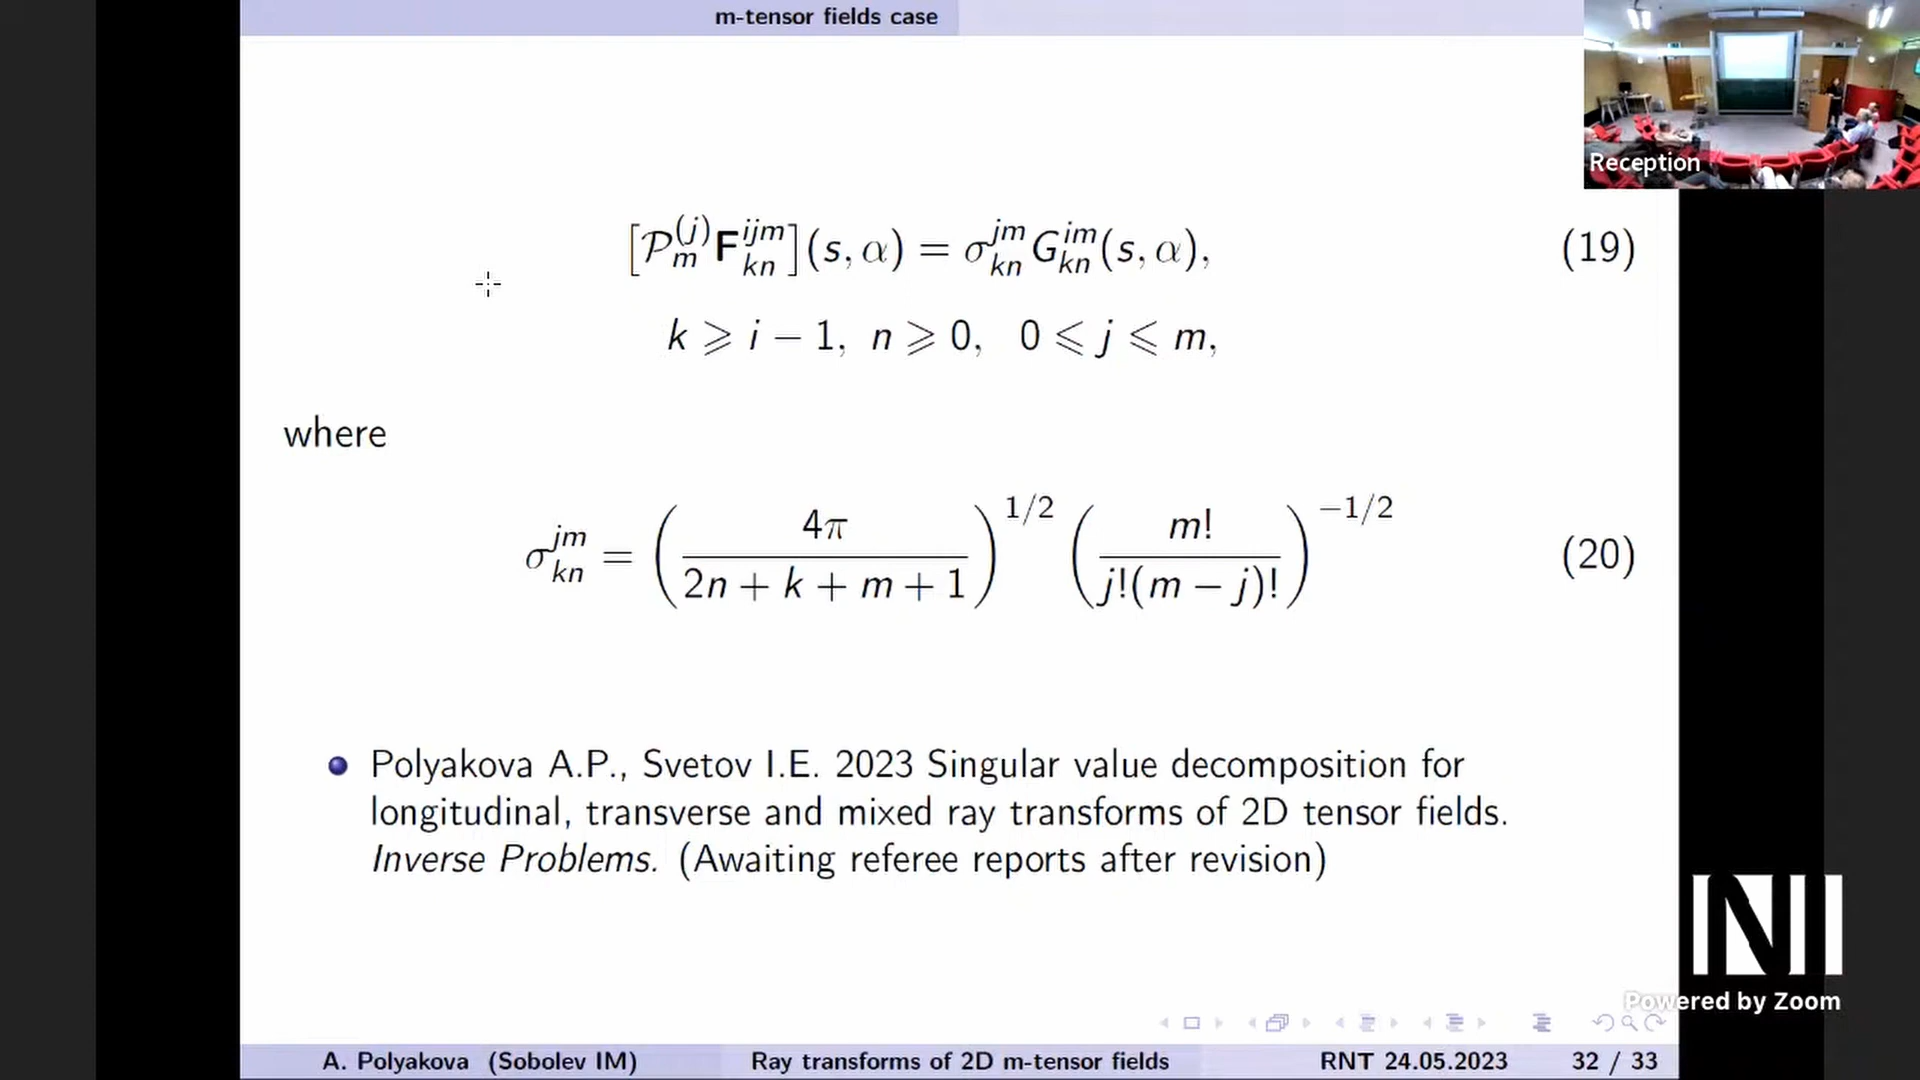 m-tensor fields case
Reception
[𝒫_m^{(j)} 𝐅_{kn}^{ijm}](s, α) = σ_{kn}^{jm} G_{kn}^{im}(s, α), (19)
k ⩾ i − 1, n ⩾ 0, 0 ⩽ j ⩽ m,
where
σ_{kn}^{jm} = (4π / (2n + k + m + 1))^{1/2} (m! / (j!(m − j)!))^{−1/2} (20)
Polyakova A.P., Svetov I.E. 2023 Singular value decomposition for
longitudinal, transverse and mixed ray transforms of 2D tensor fields.
Inverse Problems. (Awaiting referee reports after revision)
NI
Powered by Zoom
A. Polyakova (Sobolev IM) Ray transforms of 2D m-tensor fields RNT 24.05.2023 32 / 33